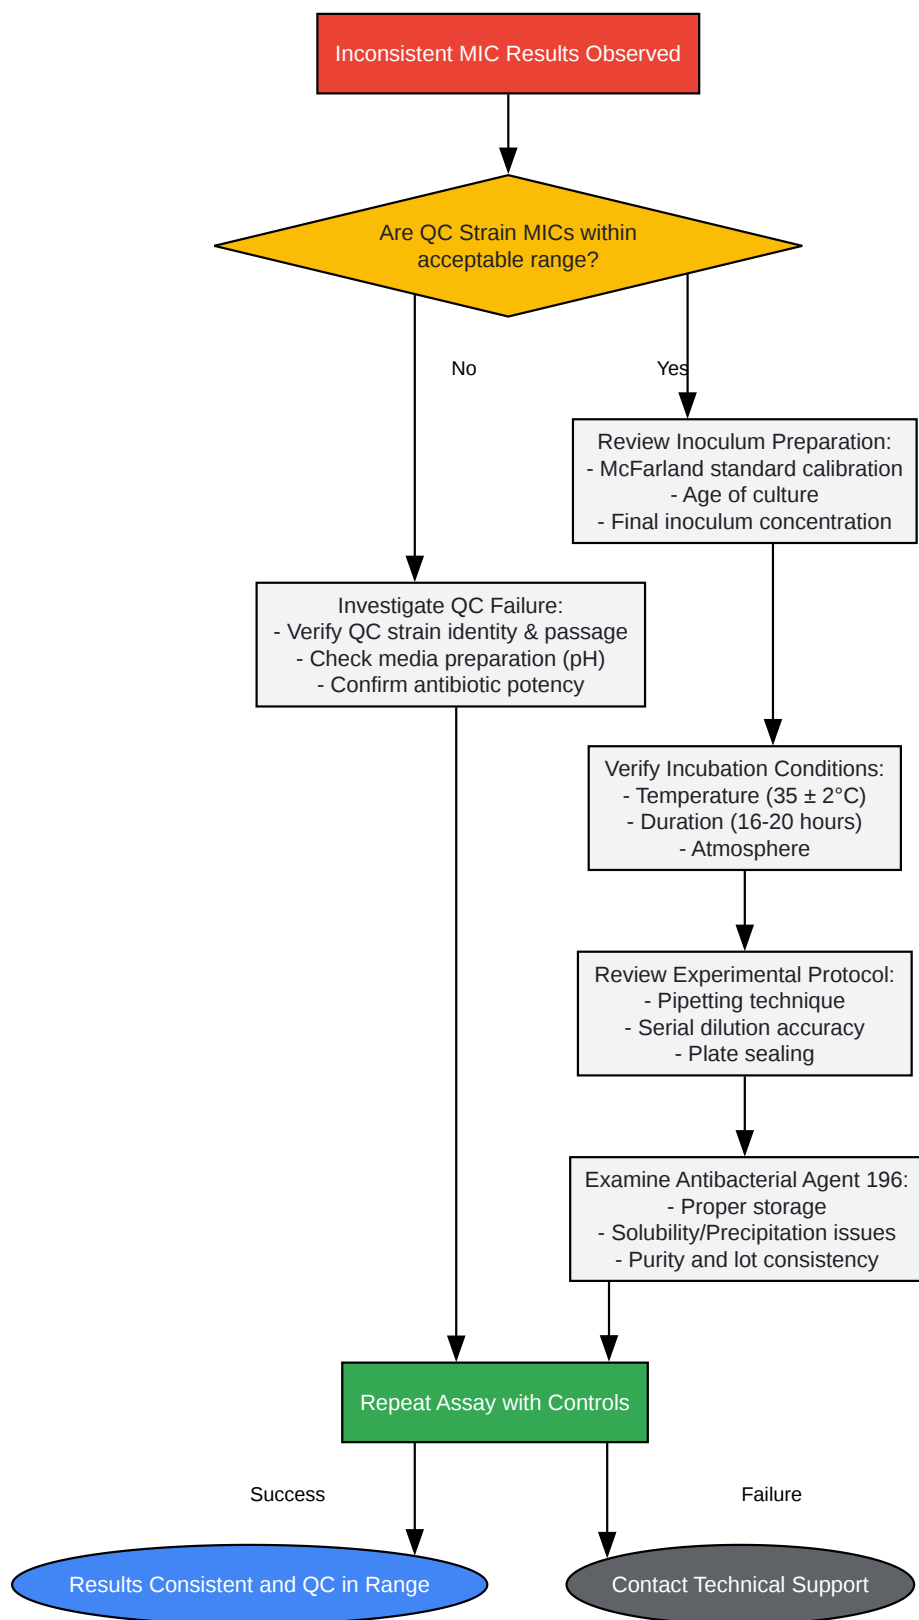 Inconsistent MIC Results Observed
Are QC Strain MICs within
acceptable range?
No
Yes
Review Inoculum Preparation:
- McFarland standard calibration
- Age of culture
- Final inoculum concentration
Investigate QC Failure:
- Verify QC strain identity & passage
- Check media preparation (pH)
- Confirm antibiotic potency
Verify Incubation Conditions:
- Temperature (35 ± 2°C)
- Duration (16-20 hours)
- Atmosphere
Review Experimental Protocol:
- Pipetting technique
- Serial dilution accuracy
- Plate sealing
Examine Antibacterial Agent 196:
- Proper storage
- Solubility/Precipitation issues
- Purity and lot consistency
Repeat Assay with Controls
Success
Failure
Results Consistent and QC in Range
Contact Technical Support